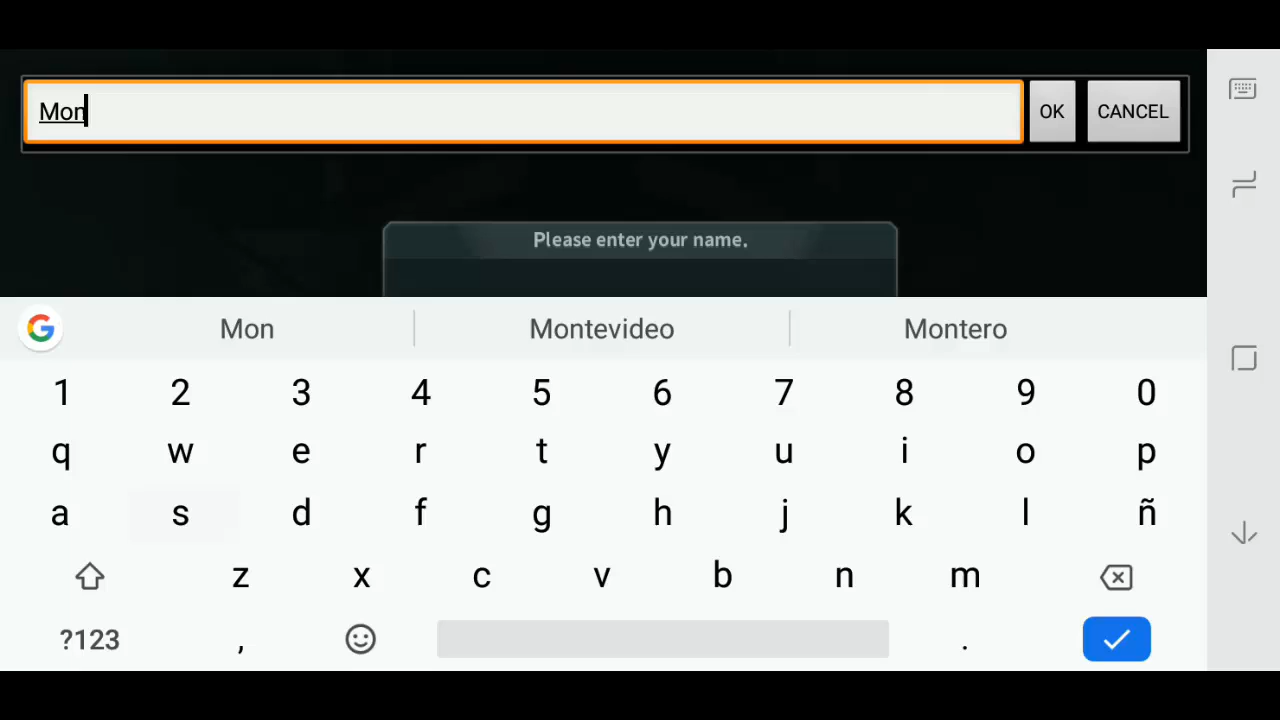 Mon OK CANCEL
Please enter your name.
Mon Montevideo Montero
1 2 3 4 5 6 7 8 9 0
q w e r t y u i o p
a s d f g h j k l ñ
z x c v b n m
?123 , .